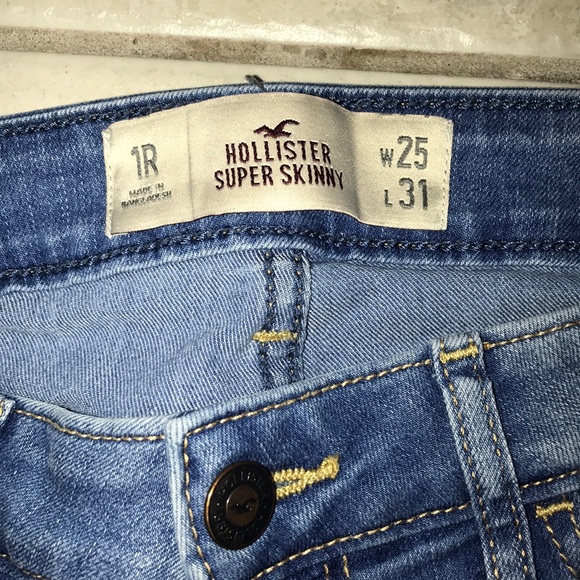 1R
MADE IN
BANGLADESH
HOLLISTER
SUPER SKINNY
W25
L31